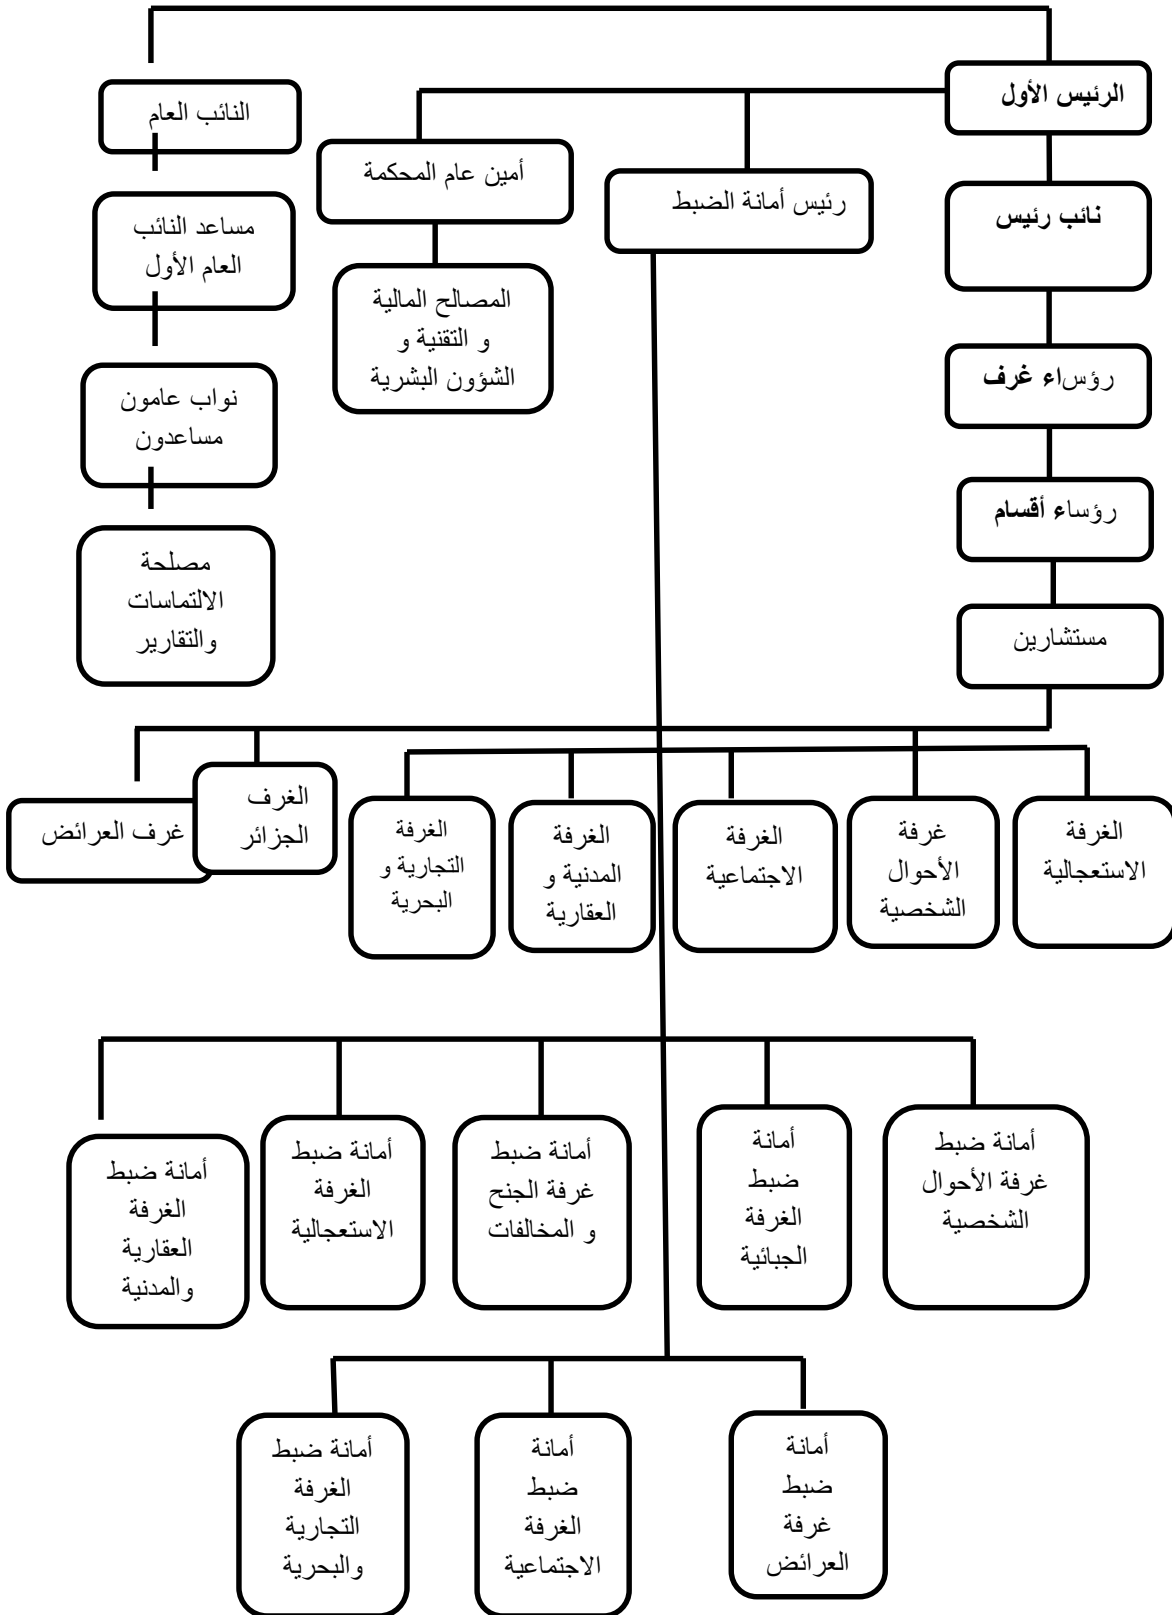 الرئيس الأول
النائب العام
أمين عام المحكمة
رئيس أمانة الضبط
نائب رئيس
مساعد النائب
العام الأول
المصالح المالية
و التقنية و
الشؤون البشرية
رؤساء غرف
نواب عامون
مساعدون
رؤساء أقسام
مصلحة
الالتماسات
والتقارير
مستشارين
الغرفة
الاستعجالية
غرفة
الأحوال
الشخصية
الغرفة
الاجتماعية
الغرفة
المدنية و
العقارية
الغرفة
التجارية و
البحرية
الغرف
الجزائر
غرف العرائض
أمانة ضبط
غرفة الأحوال
الشخصية
أمانة
ضبط
الغرفة
الجبائية
أمانة ضبط
غرفة الجنح
و المخالفات
أمانة ضبط
الغرفة
الاستعجالية
أمانة ضبط
الغرفة
العقارية
والمدنية
أمانة
ضبط
غرفة
العرائض
أمانة
ضبط
الغرفة
الاجتماعية
أمانة ضبط
الغرفة
التجارية
والبحرية